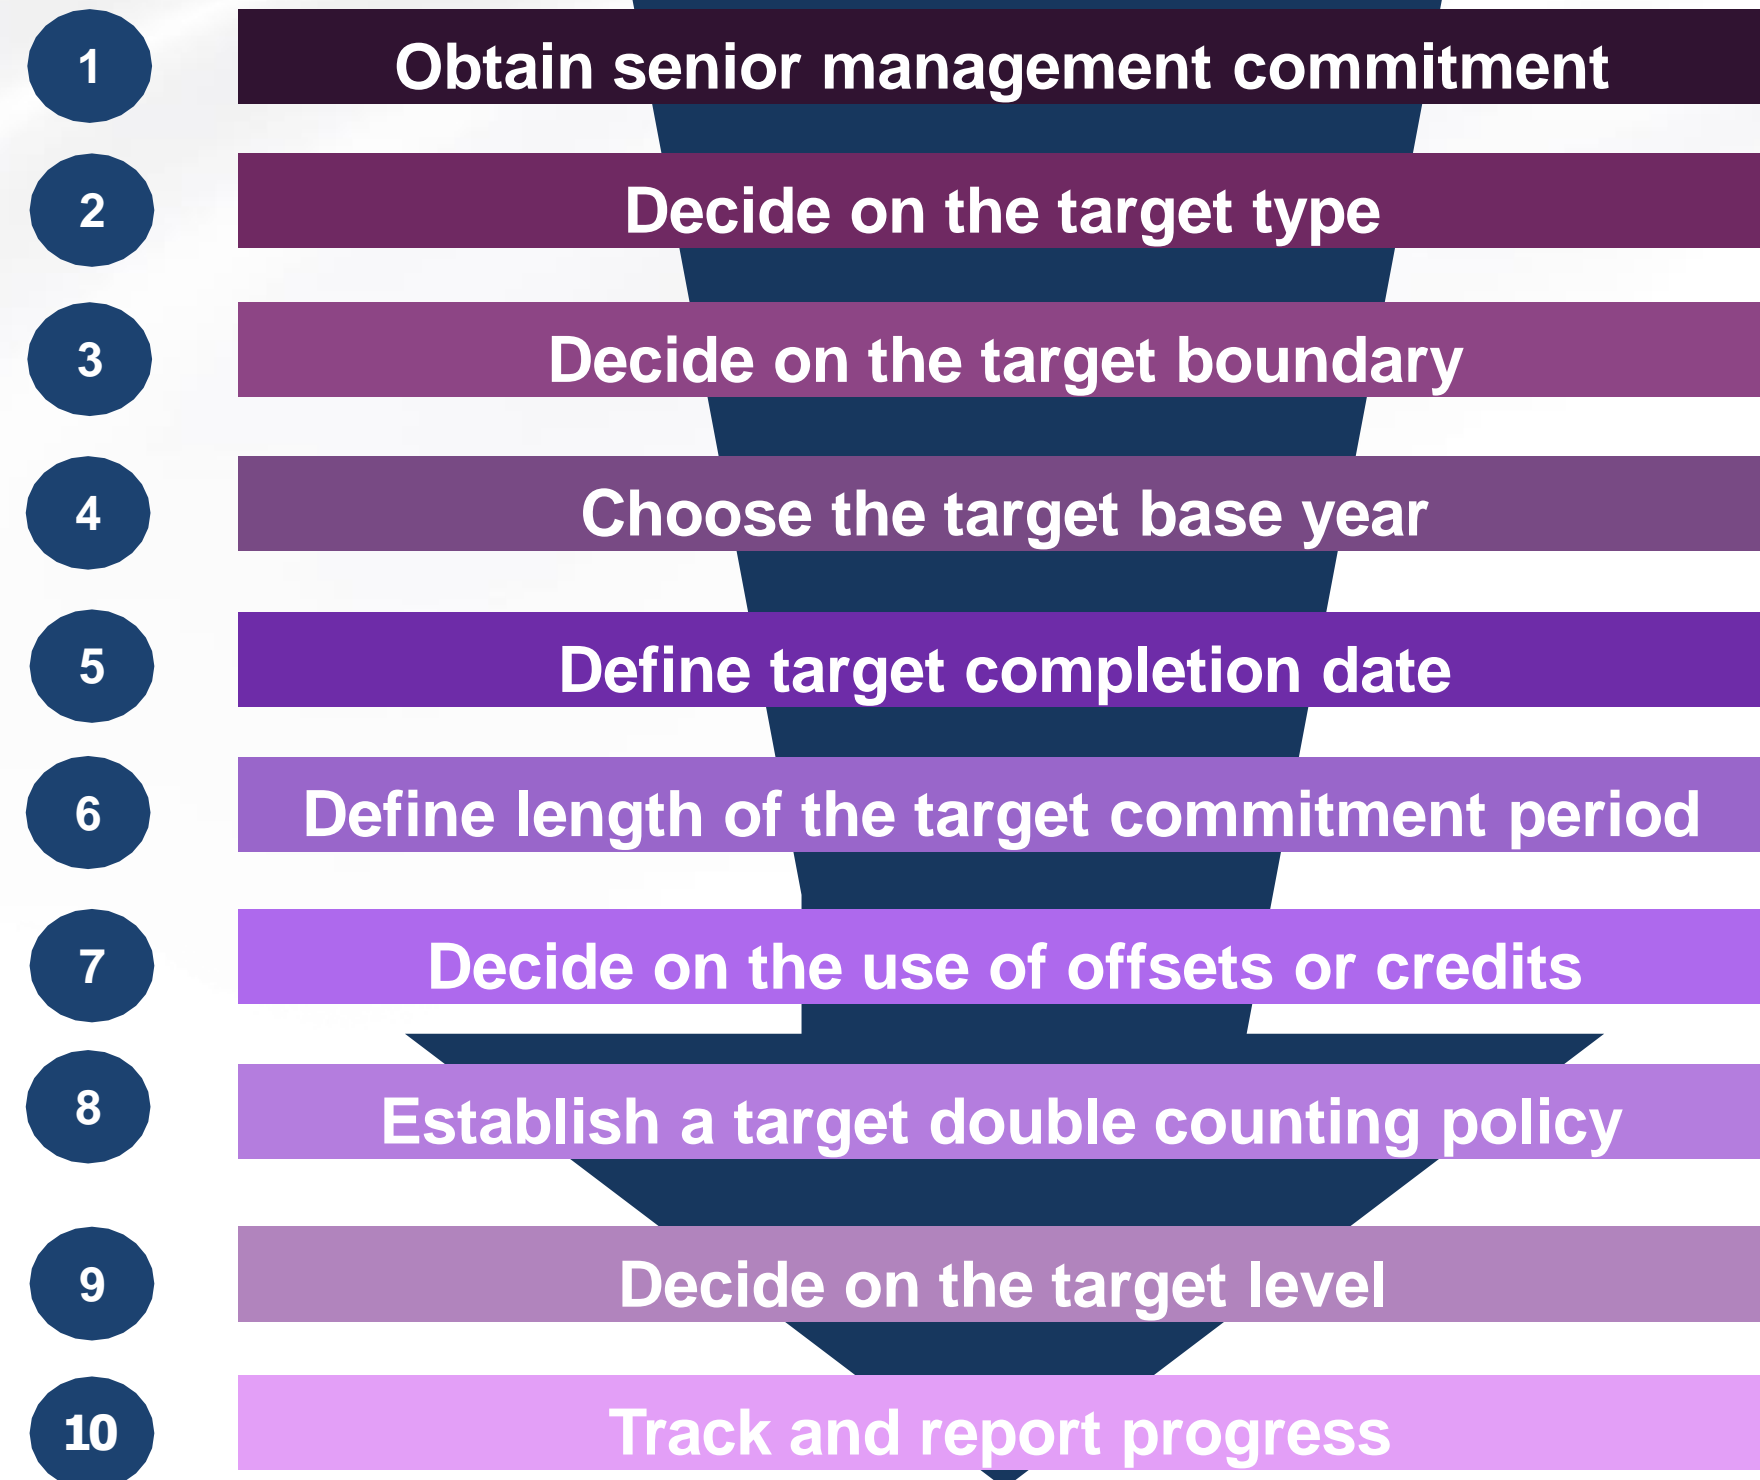 1
Obtain senior management commitment
2
Decide on the target type
3
Decide on the target boundary
4
Choose the target base year
5
Define target completion date
6
Define length of the target commitment period
7
Decide on the use of offsets or credits
8
Establish a target double counting policy
9
Decide on the target level
10
Track and report progress